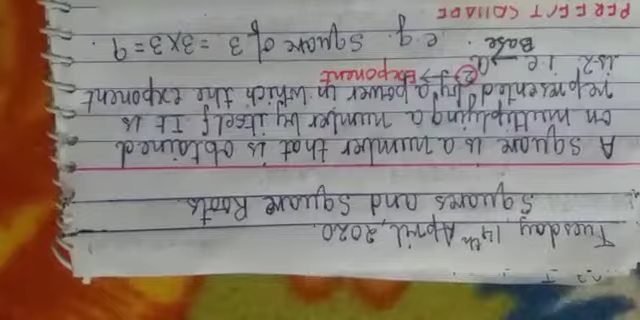 Tuesday, 14th April, 2020.
Squares and Square Roots.
A square is a number that is obtained
on multiplying a number by itself. It is
represented by a power in which the exponent
is 2. i.e. a² → Exponent
Base
e.g. Square of 3 = 3×3 = 9.
PERFECT SQUARE